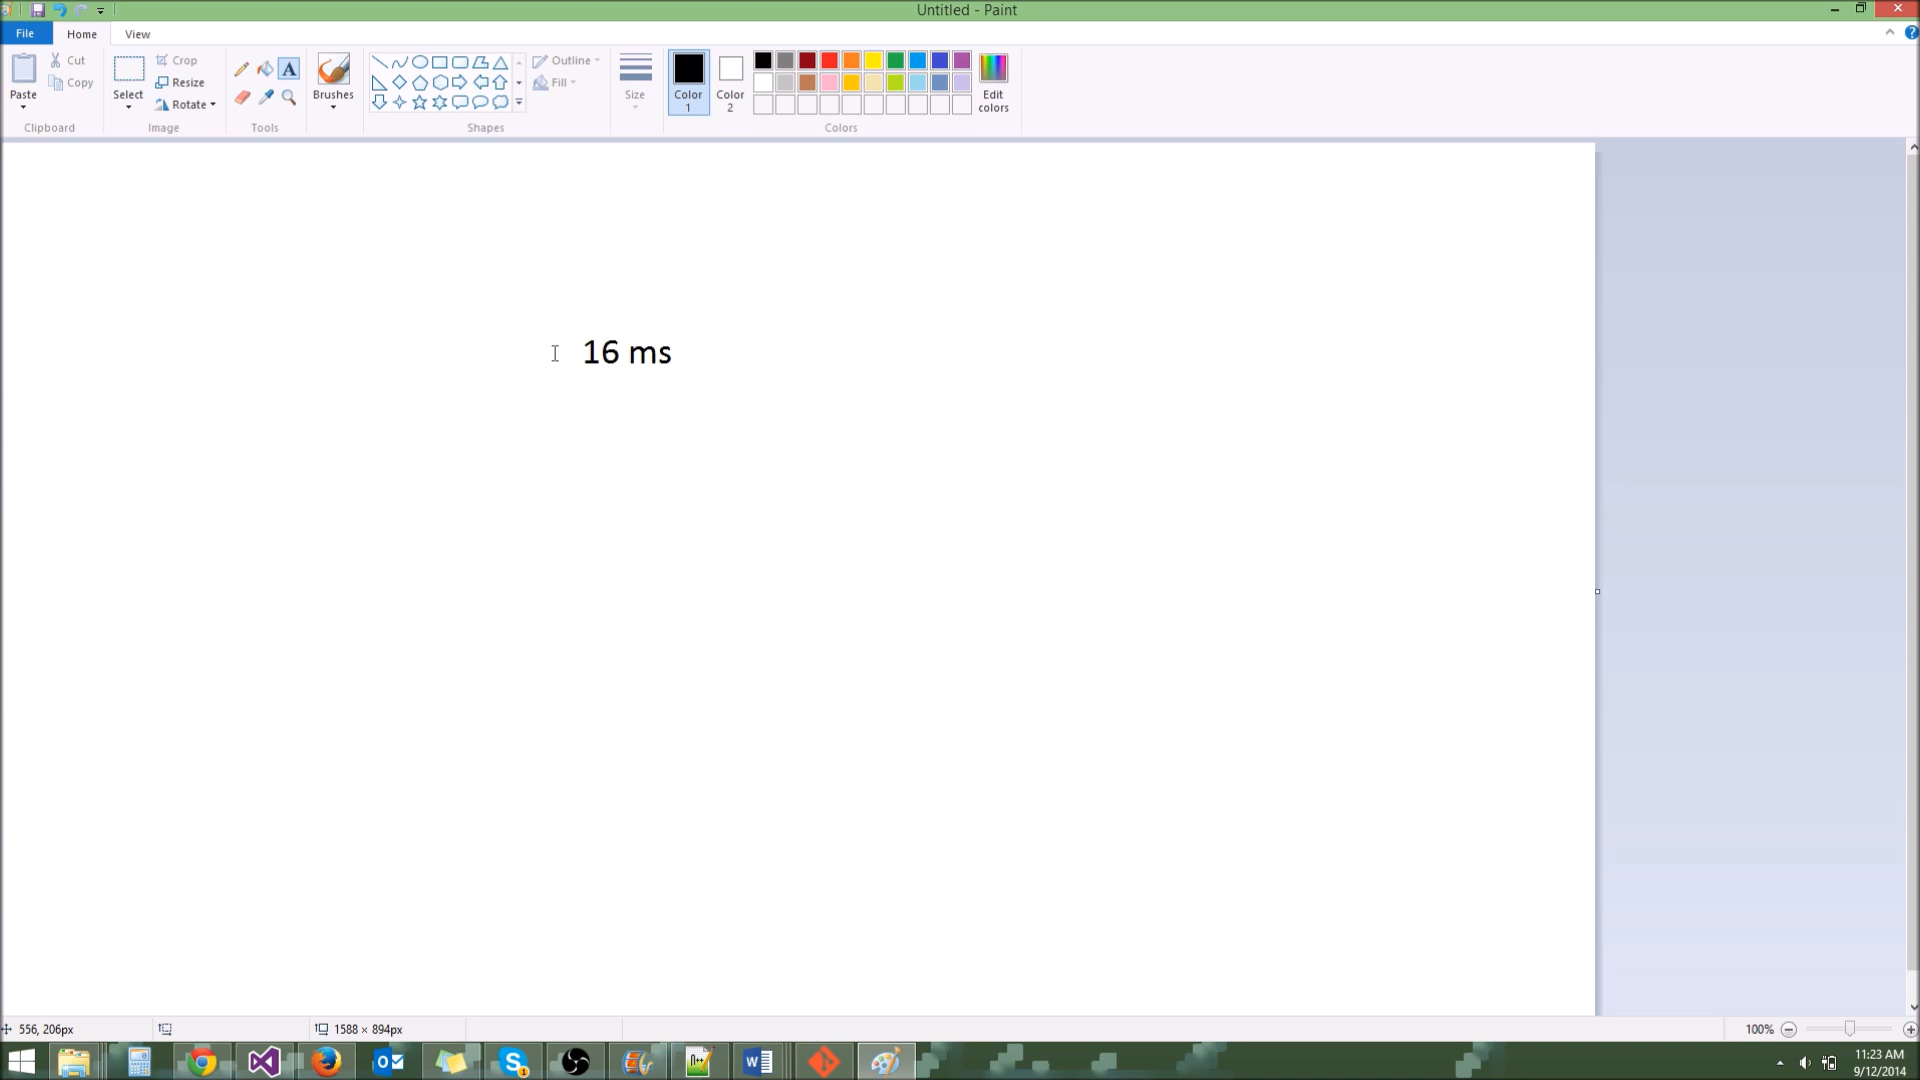 Untitled - Paint
File Home View
Paste
Cut
Copy
Clipboard
Select
Crop
Resize
Rotate
Image
A
Tools
Brushes
Shapes
Outline
Fill
Size
Color 1
Color 2
Edit colors
Colors
16 ms
556, 206px
1588 × 894px
100%
11:23 AM
9/12/2014